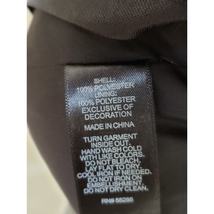 SHELL:
100% POLYESTER
LINING:
100% POLYESTER
EXCLUSIVE OF
DECORATION
MADE IN CHINA
TURN GARMENT
INSIDE OUT.
HAND WASH COLD
WITH LIKE COLORS.
DO NOT BLEACH.
LAY FLAT TO DRY.
COOL IRON IF NEEDED.
DO NOT IRON
ON EMBELLISHMENT.
DO NOT DRY CLEAN.
RN#